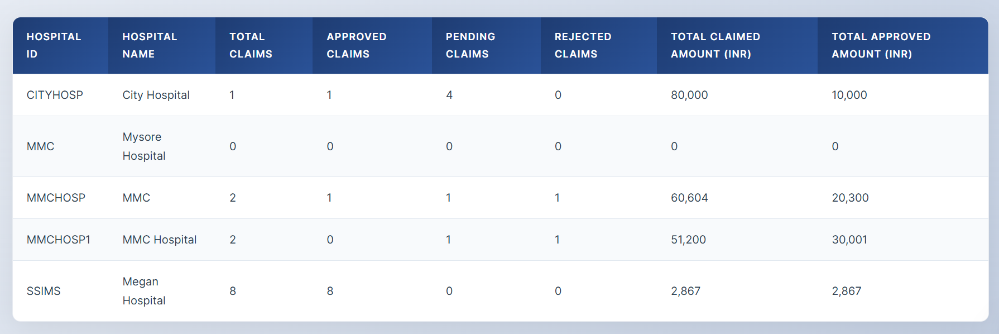 HOSPITAL ID	HOSPITAL NAME	TOTAL CLAIMS	APPROVED CLAIMS	PENDING CLAIMS	REJECTED CLAIMS	TOTAL CLAIMED AMOUNT (INR)	TOTAL APPROVED AMOUNT (INR)
CITYHOSP	City Hospital	1	1	4	0	80,000	10,000
MMC	Mysore Hospital	0	0	0	0	0	0
MMCHOSP	MMC	2	1	1	1	60,604	20,300
MMCHOSP1	MMC Hospital	2	0	1	1	51,200	30,001
SSIMS	Megan Hospital	8	8	0	0	2,867	2,867